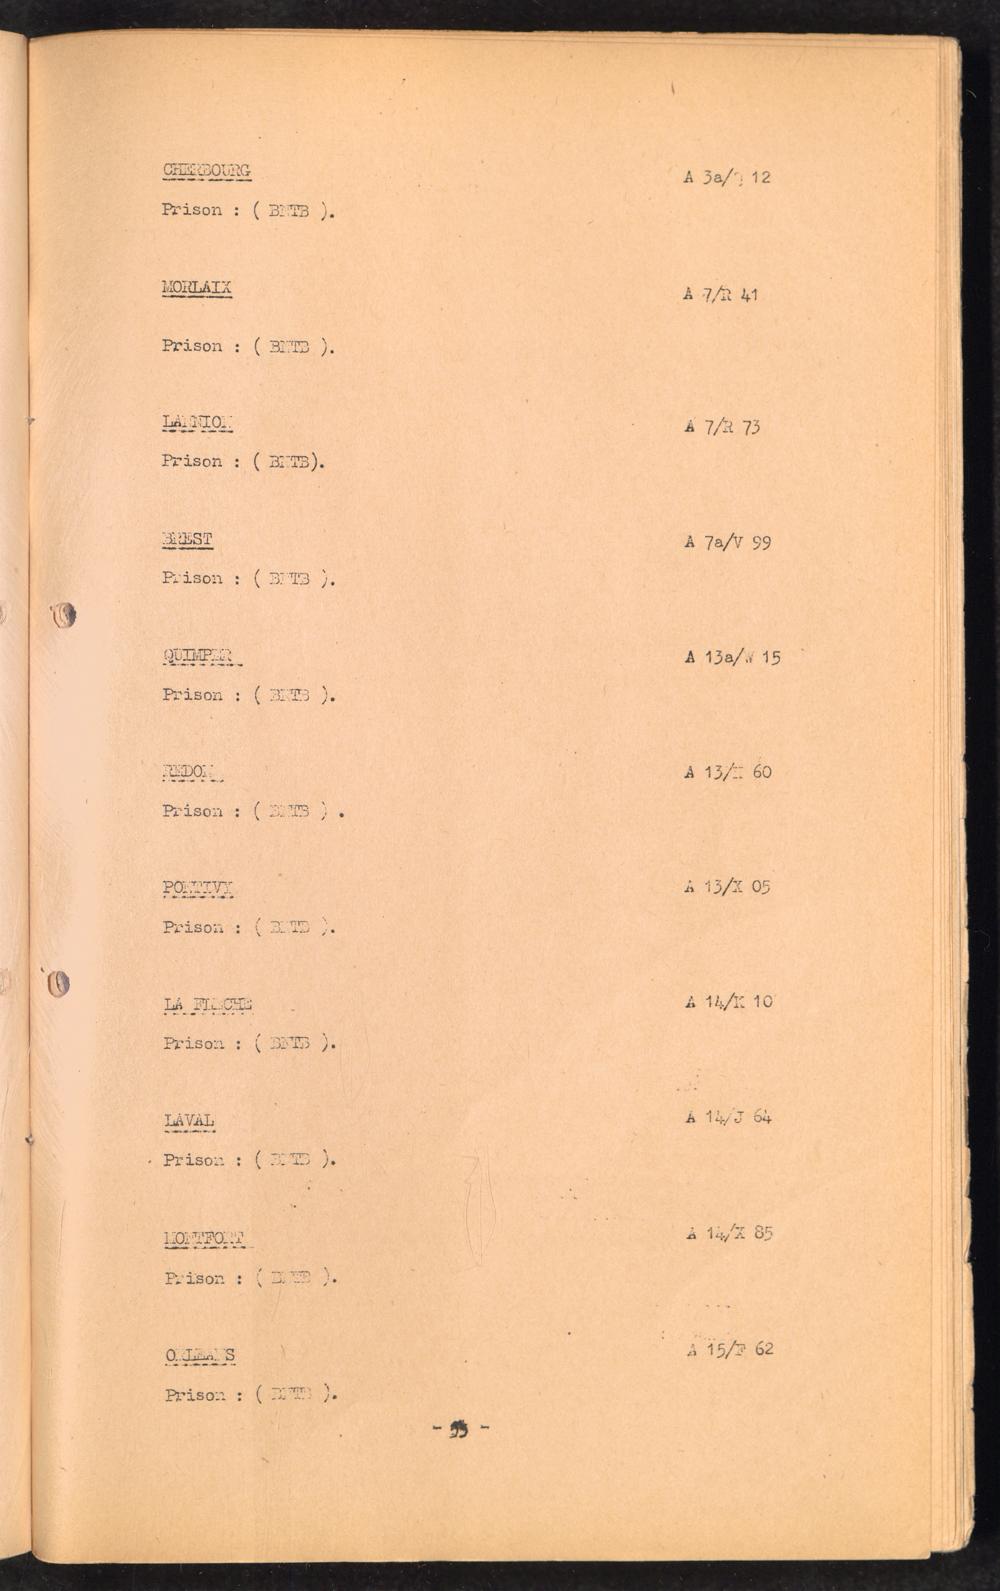 CHERBOURG A 3a/ 12
Prison : ( BNTB ).
MORLAIX A 7/R 41
Prison : ( BNTB ).
LANNION A 7/R 73
Prison : ( BNTB).
BREST A 7a/V 99
Prison : ( BNTB ).
QUIMPER A 13a/W 15
Prison : ( BNTB ).
REDON A 13/ 60
Prison : ( BNTB ) .
PONTIVY A 13/X 05
Prison : ( BNTB ).
LA FLECHE A 14/K 10
Prison : ( BNTB ).
LAVAL A 14/J 64
Prison : ( BNTB ).
MONTFORT A 14/X 85
Prison : ( BNTB ).
ORLEANS A 15/F 62
Prison : ( BNTB ).